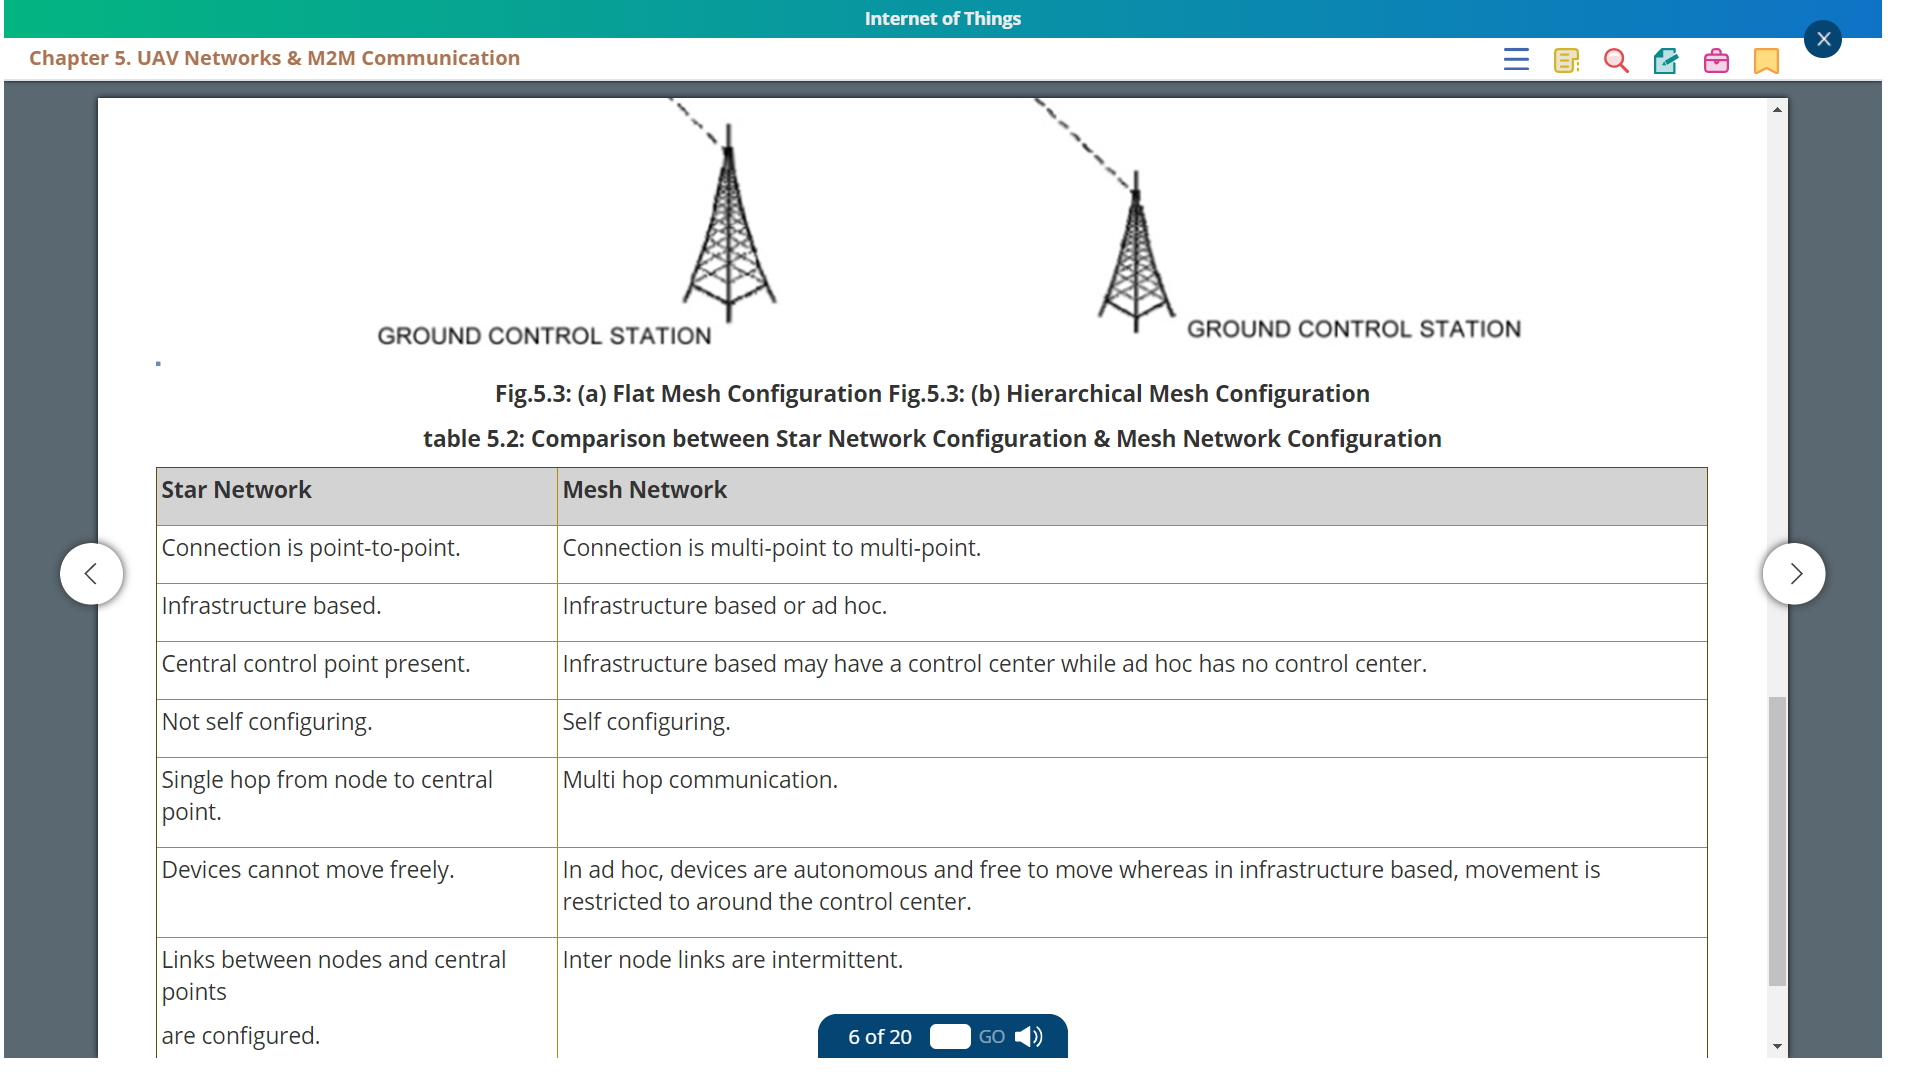 Internet of Things
Chapter 5. UAV Networks & M2M Communication
GROUND CONTROL STATION
GROUND CONTROL STATION
Fig.5.3: (a) Flat Mesh Configuration Fig.5.3: (b) Hierarchical Mesh Configuration
table 5.2: Comparison between Star Network Configuration & Mesh Network Configuration
Star Network
Mesh Network
Connection is point-to-point.
Connection is multi-point to multi-point.
Infrastructure based.
Infrastructure based or ad hoc.
Central control point present.
Infrastructure based may have a control center while ad hoc has no control center.
Not self configuring.
Self configuring.
Single hop from node to central
point.
Multi hop communication.
Devices cannot move freely.
In ad hoc, devices are autonomous and free to move whereas in infrastructure based, movement is
restricted to around the control center.
Links between nodes and central
points
are configured.
Inter node links are intermittent.
6 of 20
GO